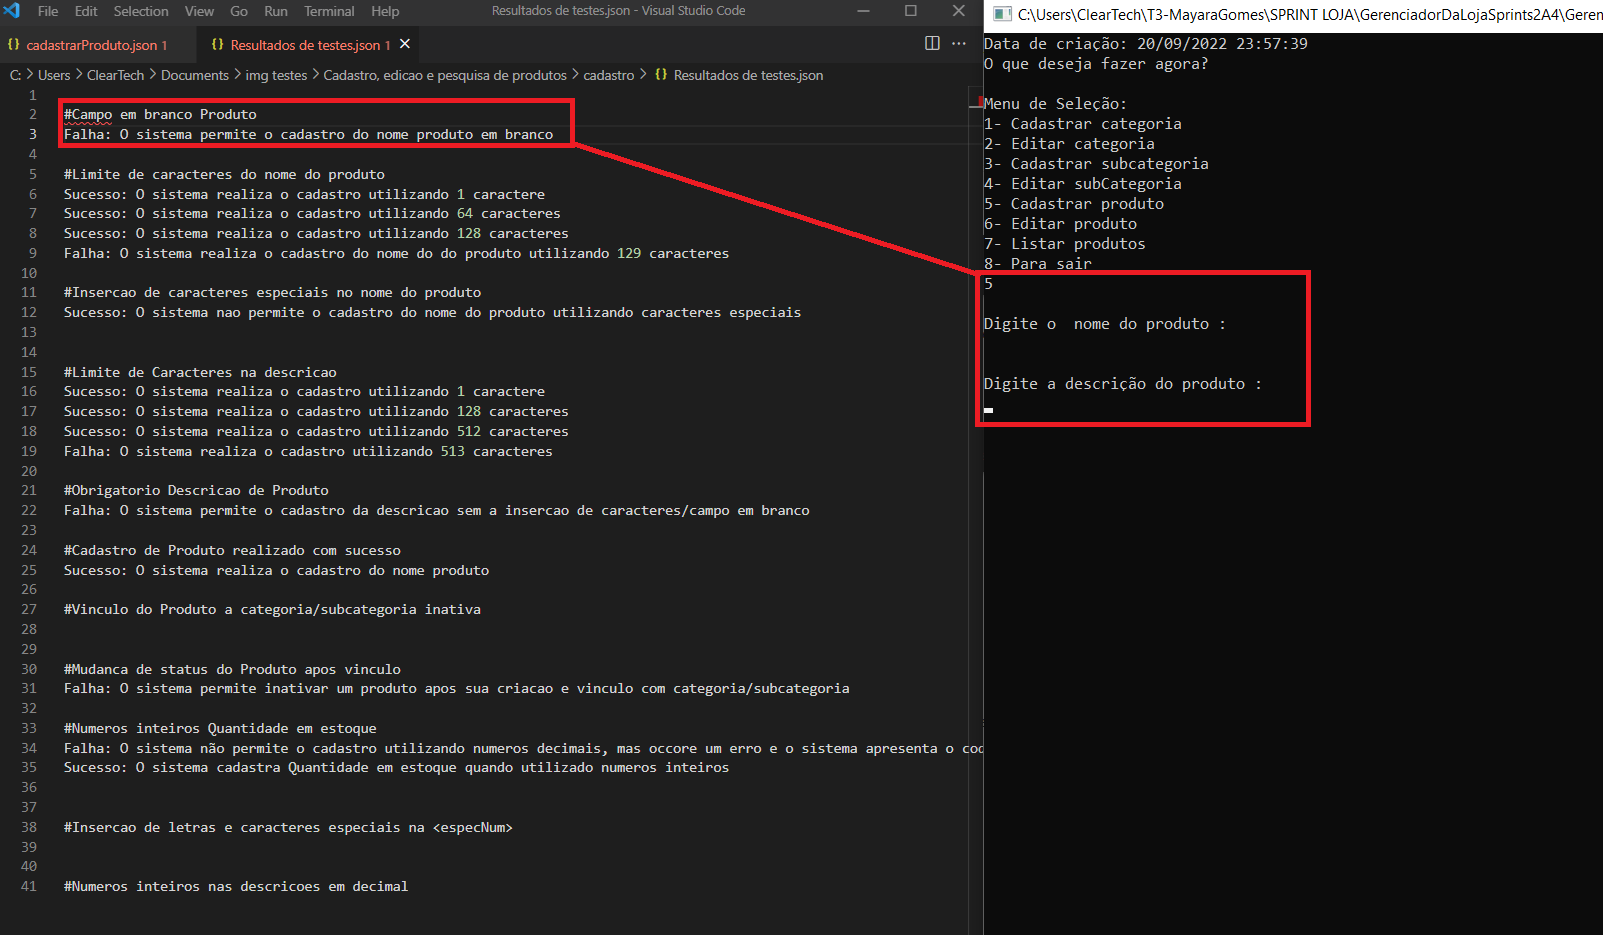 File Edit Selection View Go Run Terminal Help Resultados de testes.json - Visual Studio Code
cadastrarProduto.json 1 Resultados de testes.json 1
C: > Users > ClearTech > Documents > img testes > Cadastro, edicao e pesquisa de produtos > cadastro > {} Resultados de testes.json
1
2 #Campo em branco Produto
3 Falha: O sistema permite o cadastro do nome produto em branco
4
5 #Limite de caracteres do nome do produto
6 Sucesso: O sistema realiza o cadastro utilizando 1 caractere
7 Sucesso: O sistema realiza o cadastro utilizando 64 caracteres
8 Sucesso: O sistema realiza o cadastro utilizando 128 caracteres
9 Falha: O sistema realiza o cadastro do nome do do produto utilizando 129 caracteres
10
11 #Insercao de caracteres especiais no nome do produto
12 Sucesso: O sistema nao permite o cadastro do nome do produto utilizando caracteres especiais
13
14
15 #Limite de Caracteres na descricao
16 Sucesso: O sistema realiza o cadastro utilizando 1 caractere
17 Sucesso: O sistema realiza o cadastro utilizando 128 caracteres
18 Sucesso: O sistema realiza o cadastro utilizando 512 caracteres
19 Falha: O sistema realiza o cadastro utilizando 513 caracteres
20
21 #Obrigatorio Descricao de Produto
22 Falha: O sistema permite o cadastro da descricao sem a insercao de caracteres/campo em branco
23
24 #Cadastro de Produto realizado com sucesso
25 Sucesso: O sistema realiza o cadastro do nome produto
26
27 #Vinculo do Produto a categoria/subcategoria inativa
28
29
30 #Mudanca de status do Produto apos vinculo
31 Falha: O sistema permite inativar um produto apos sua criacao e vinculo com categoria/subcategoria
32
33 #Numeros inteiros Quantidade em estoque
34 Falha: O sistema não permite o cadastro utilizando numeros decimais, mas occore um erro e o sistema apresenta o cod
35 Sucesso: O sistema cadastra Quantidade em estoque quando utilizado numeros inteiros
36
37
38 #Insercao de letras e caracteres especiais na <especNum>
39
40
41 #Numeros inteiros nas descricoes em decimal
C:\Users\ClearTech\T3-MayaraGomes\SPRINT LOJA\GerenciadorDaLojaSprints2A4\Geren
Data de criação: 20/09/2022 23:57:39
O que deseja fazer agora?
Menu de Seleção:
1- Cadastrar categoria
2- Editar categoria
3- Cadastrar subcategoria
4- Editar subCategoria
5- Cadastrar produto
6- Editar produto
7- Listar produtos
8- Para sair
5
Digite o  nome do produto :
Digite a descrição do produto :